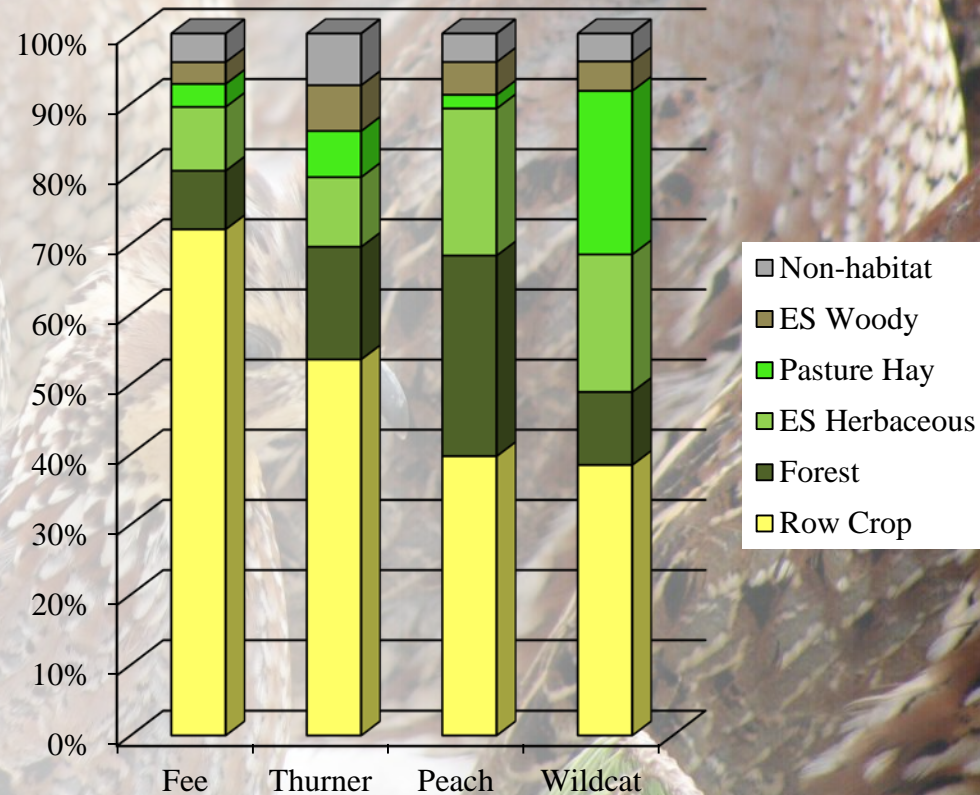 100%
90%
80%
70%
60%
50%
40%
30%
20%
10%
0%
Fee Thurner Peach Wildcat
Non-habitat
ES Woody
Pasture Hay
ES Herbaceous
Forest
Row Crop